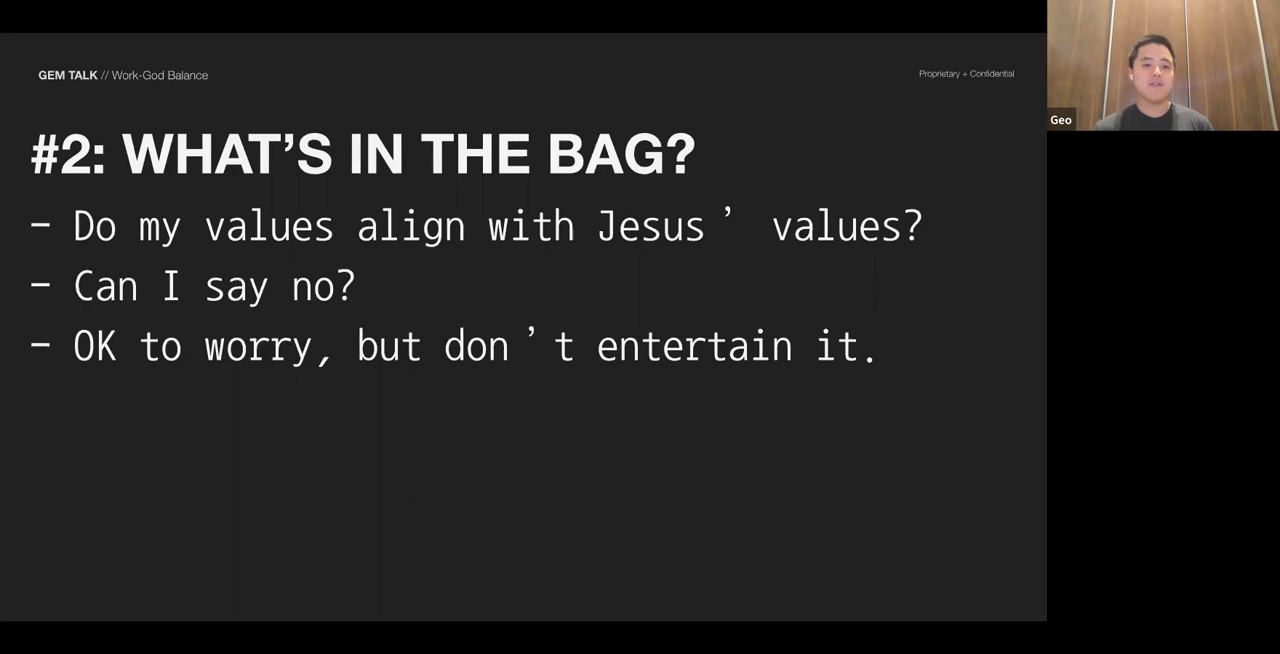 GEM TALK // Work-God Balance
Proprietary + Confidential
#2: WHAT’S IN THE BAG?
– Do my values align with Jesus’ values?
– Can I say no?
– OK to worry, but don’t entertain it.
Geo